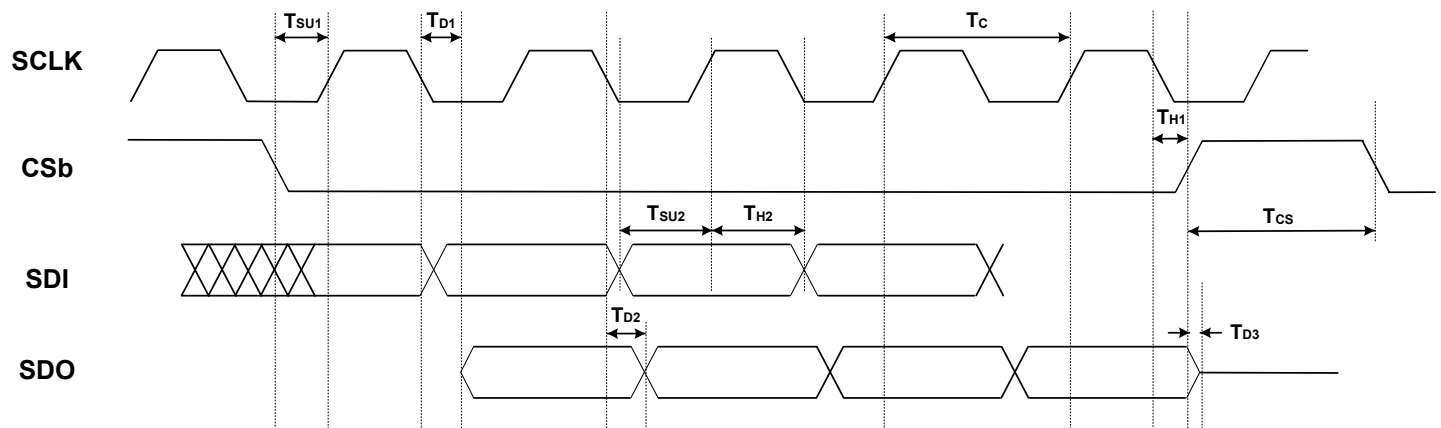 TSU1
TD1
TC
SCLK
TH1
CSb
TSU2
TH2
TCS
SDI
TD2
TD3
SDO